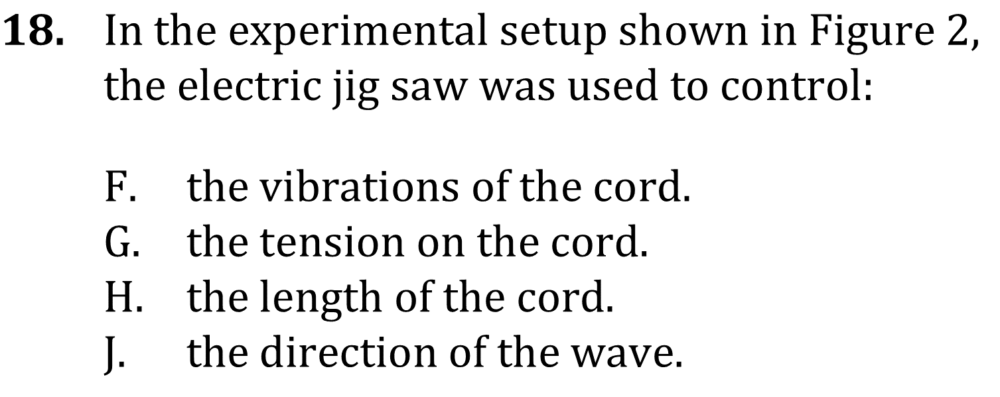 18. In the experimental setup shown in Figure 2,
the electric jig saw was used to control:
F. the vibrations of the cord.
G. the tension on the cord.
H. the length of the cord.
J. the direction of the wave.